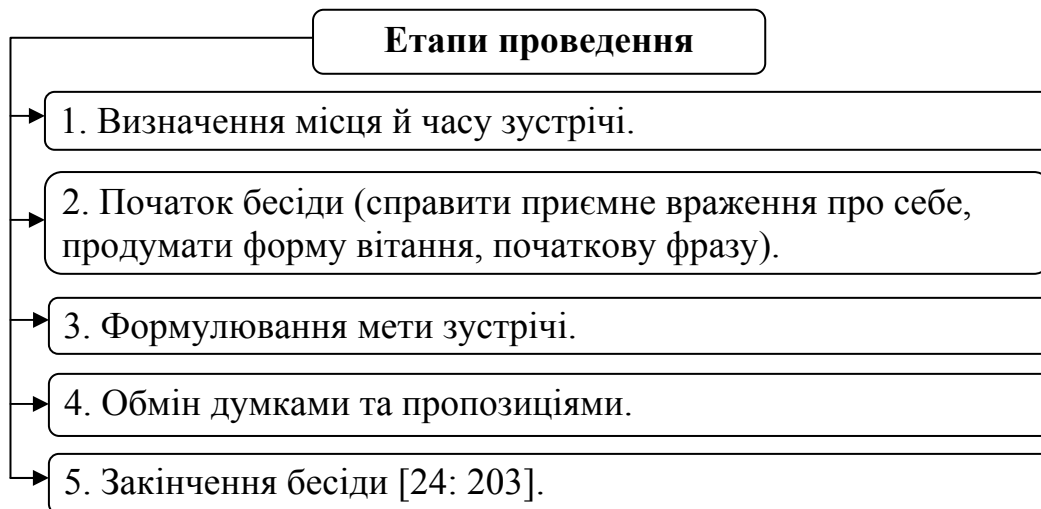 Етапи проведення
1. Визначення місця й часу зустрічі.
2. Початок бесіди (справити приємне враження про себе,
продумати форму вітання, початкову фразу).
3. Формулювання мети зустрічі.
4. Обмін думками та пропозиціями.
5. Закінчення бесіди [24: 203].